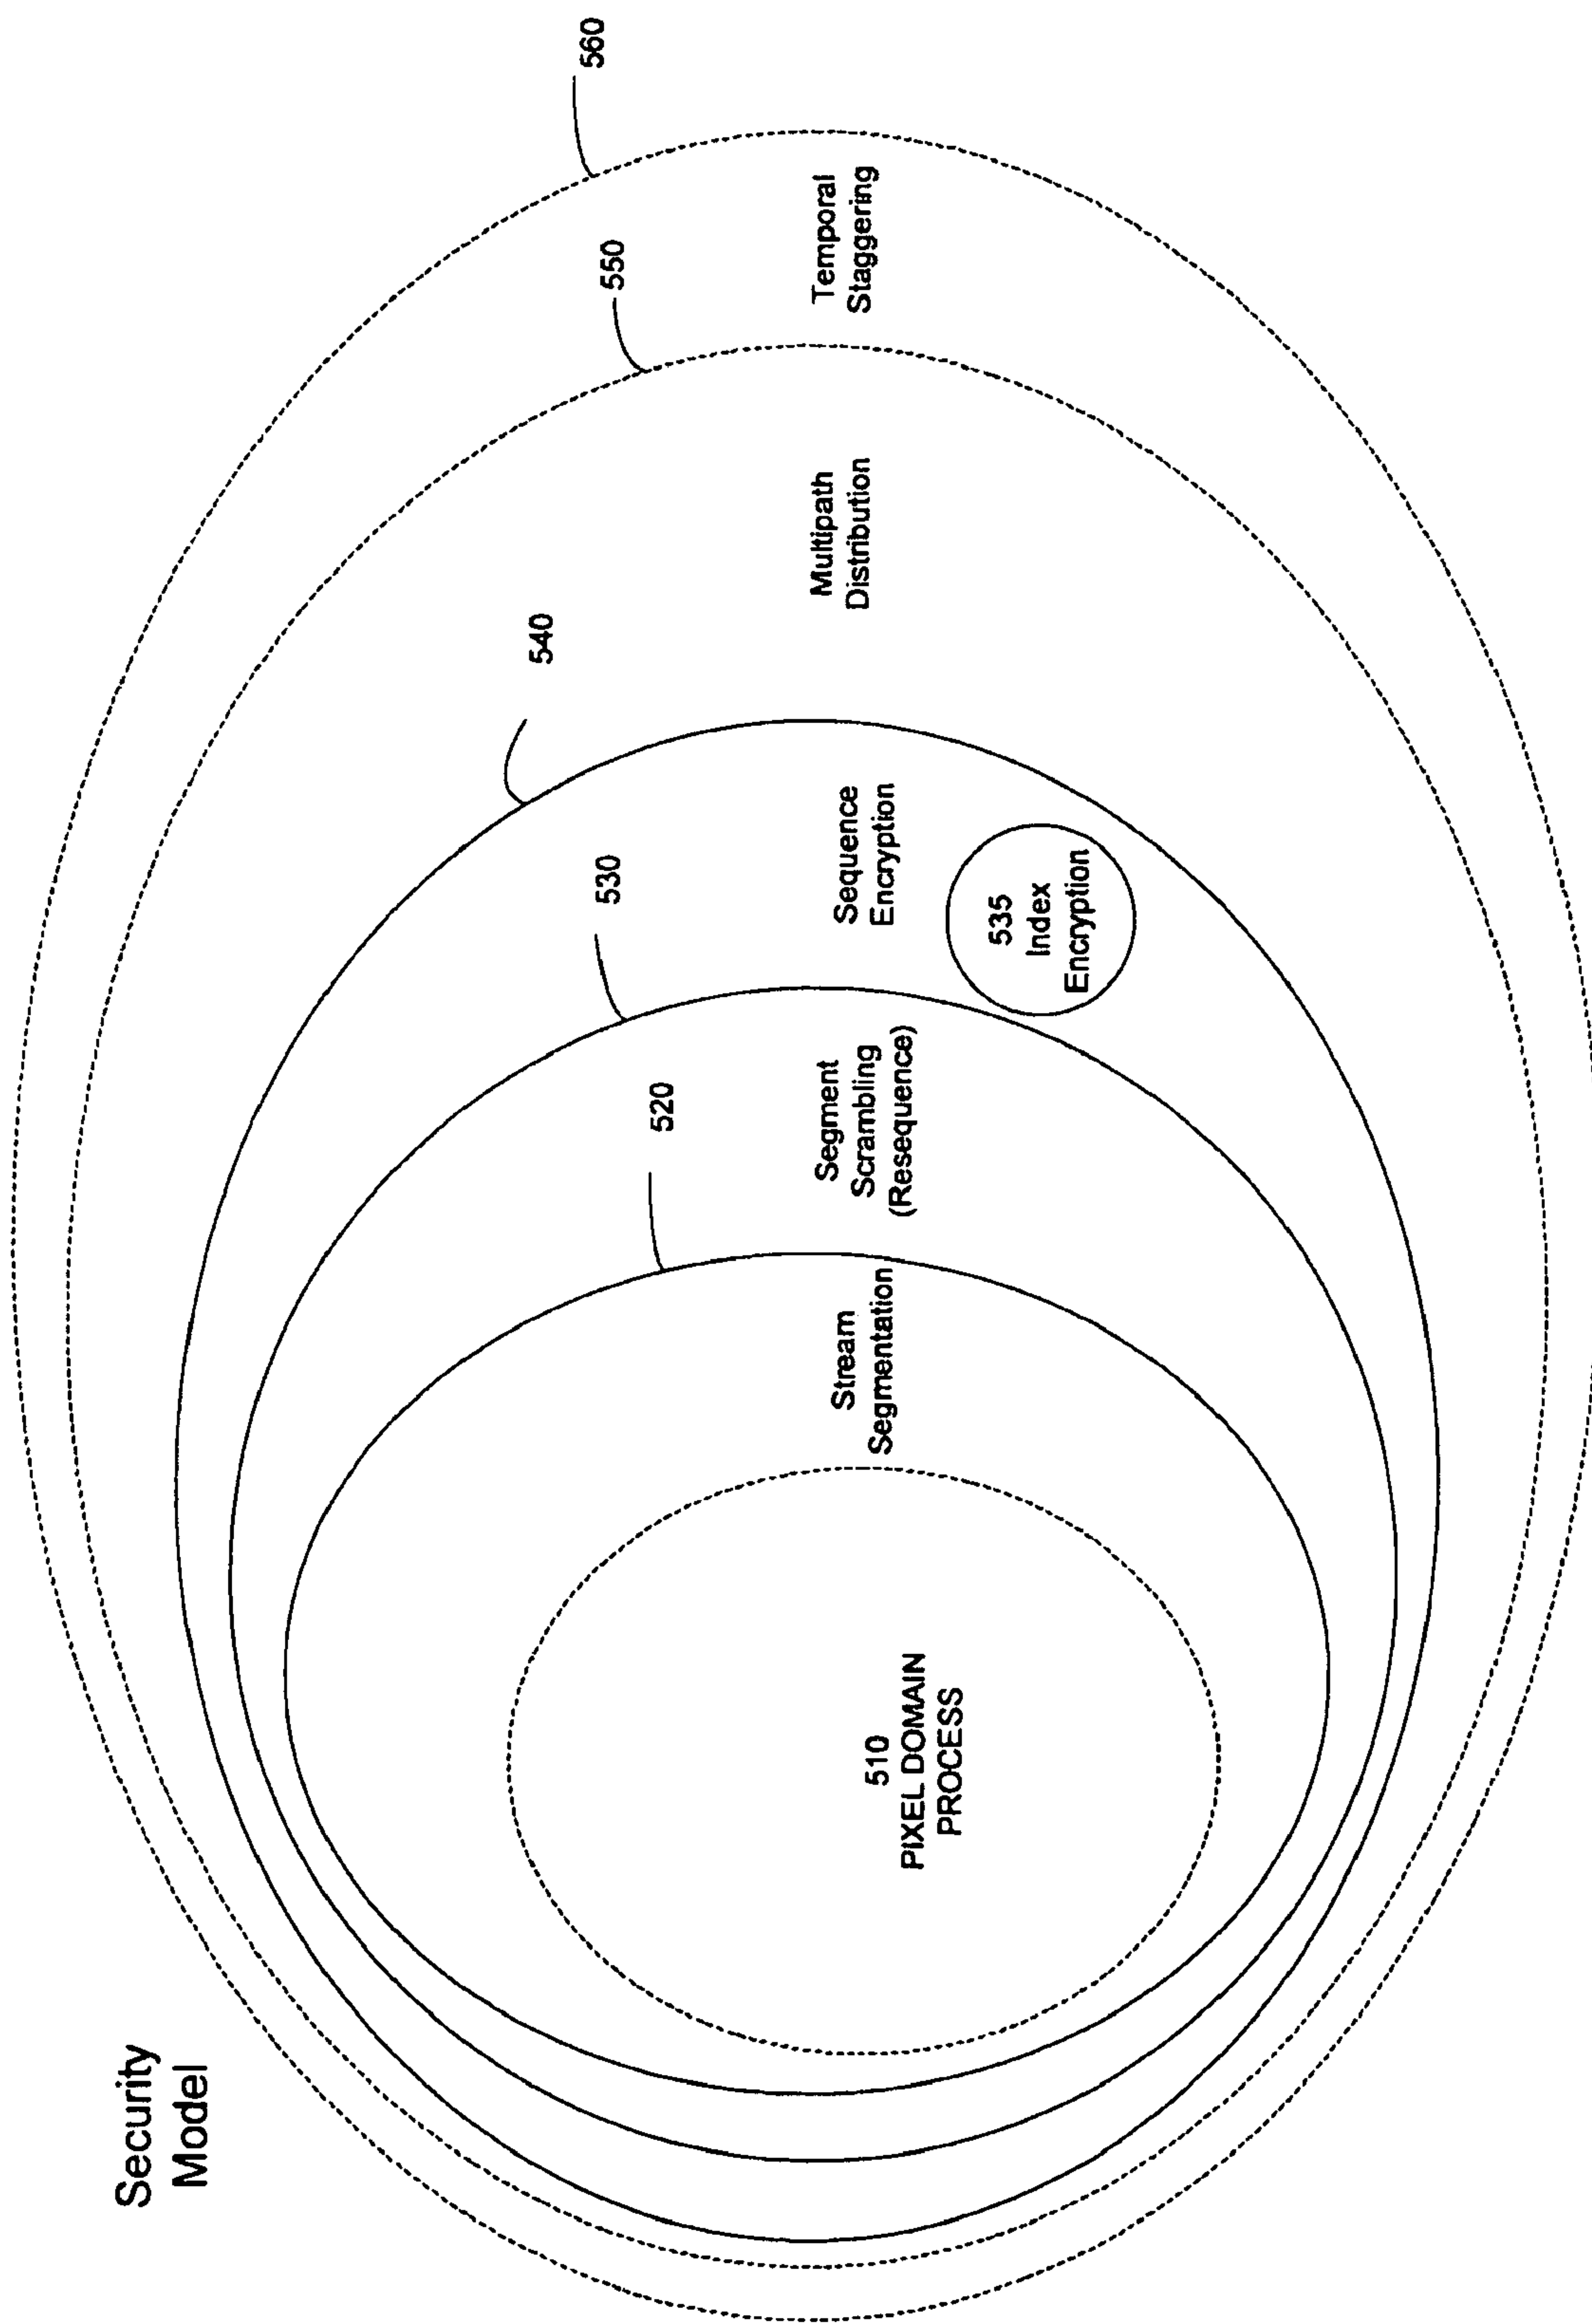 Security
Model
510
PIXEL DOMAIN
PROCESS
Stream
Segmentation
520
Segment
Scrambling
(Resequence)
530
Sequence
Encryption
535
Index
Encryption
540
Multipath
Distribution
550
Temporal
Staggering
560